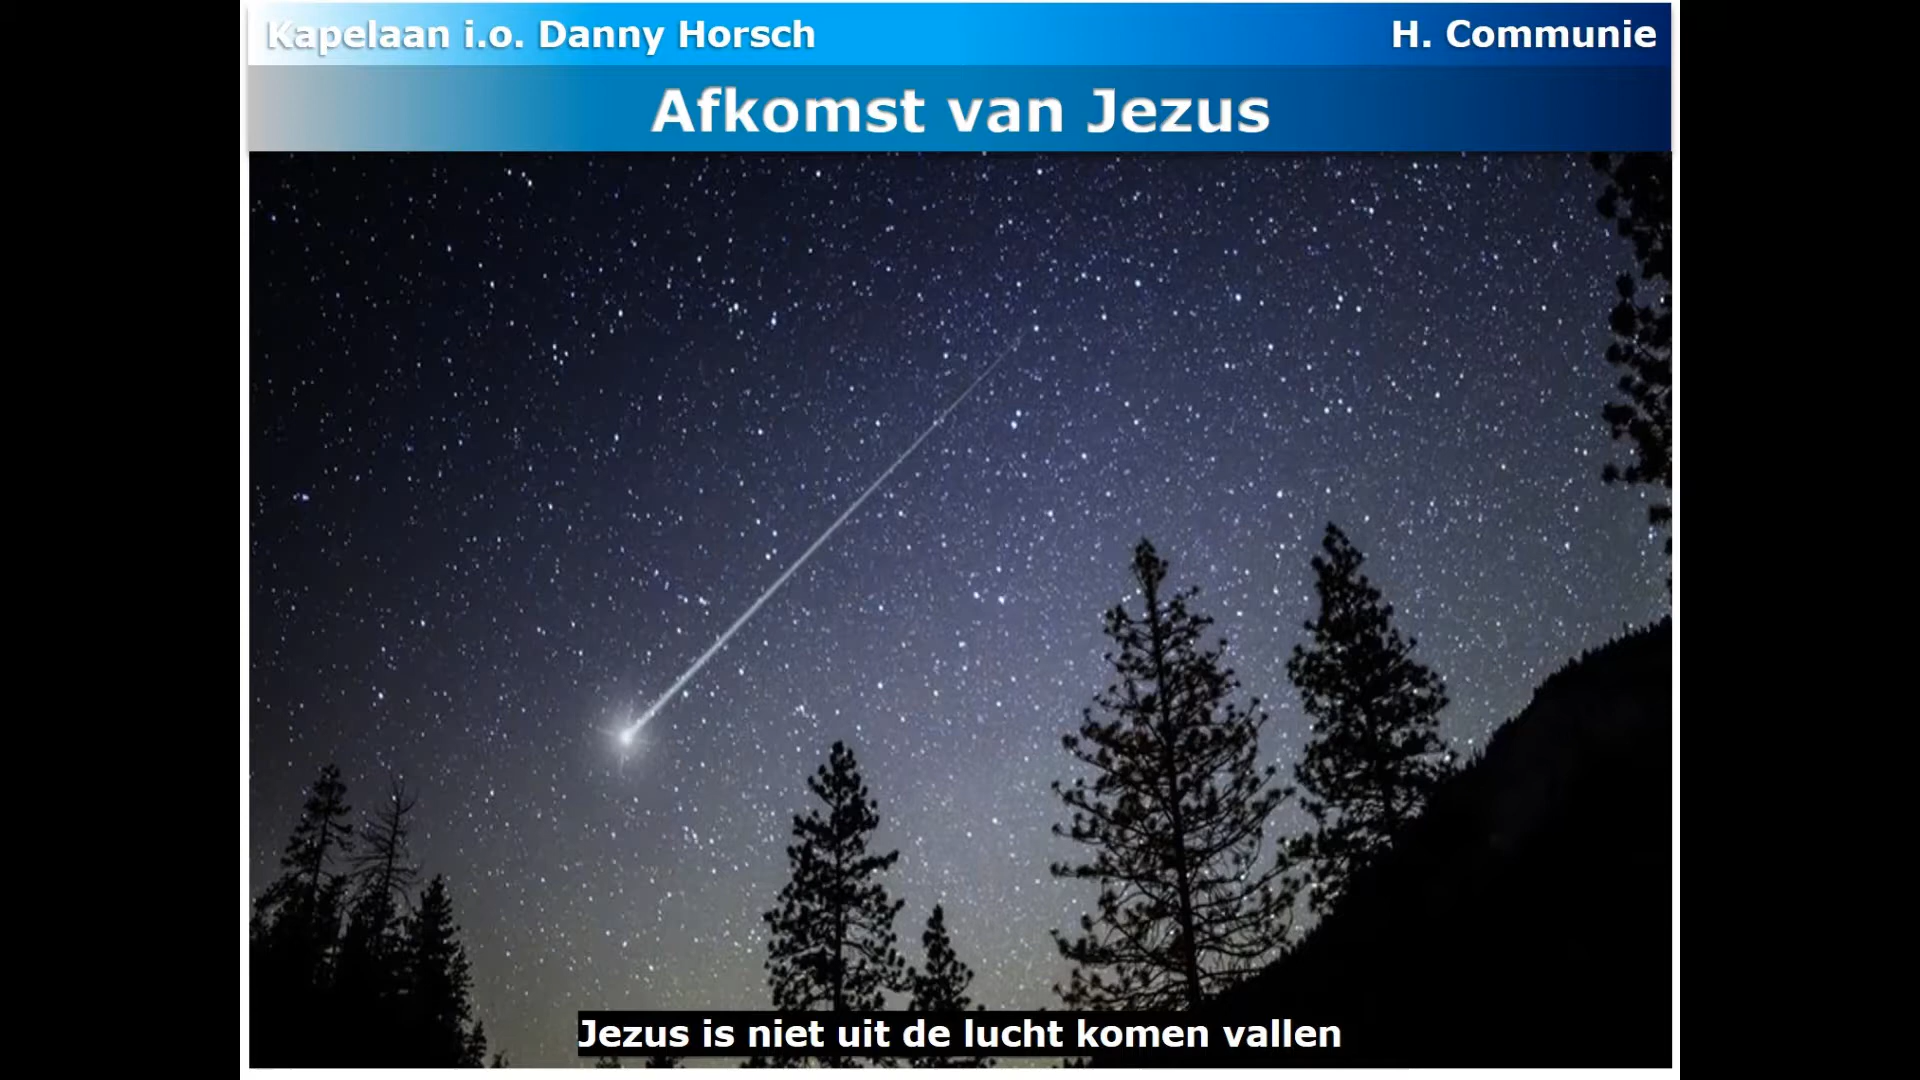 Kapelaan i.o. Danny Horsch
H. Communie
Afkomst van Jezus
Jezus is niet uit de lucht komen vallen